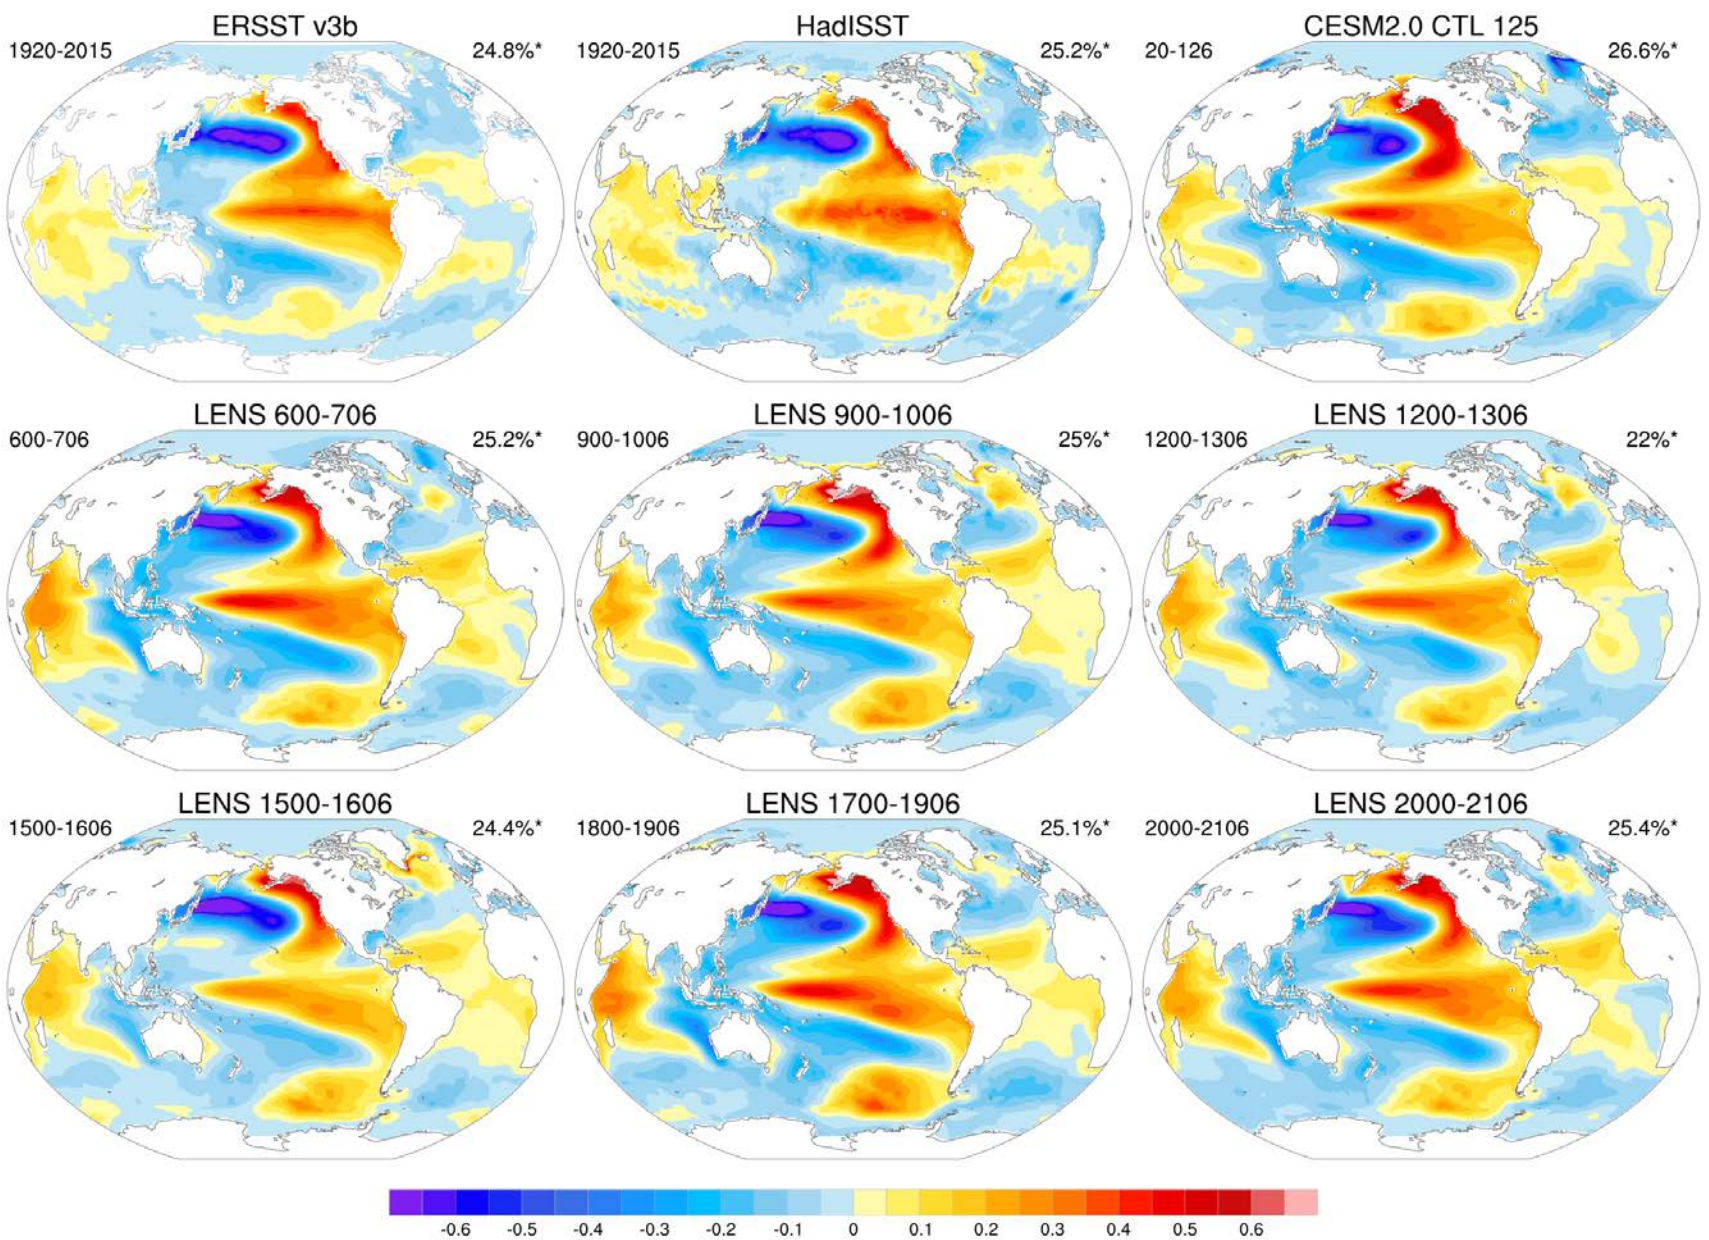 ERSST v3b
1920-2015 24.8%*
HadISST
1920-2015 25.2%*
CESM2.0 CTL 125
20-126 26.6%*
LENS 600-706
600-706 25.2%*
LENS 900-1006
900-1006 25%*
LENS 1200-1306
1200-1306 22%*
LENS 1500-1606
1500-1606 24.4%*
LENS 1700-1906
1800-1906 25.1%*
LENS 2000-2106
2000-2106 25.4%*
-0.6 -0.5 -0.4 -0.3 -0.2 -0.1 0 0.1 0.2 0.3 0.4 0.5 0.6